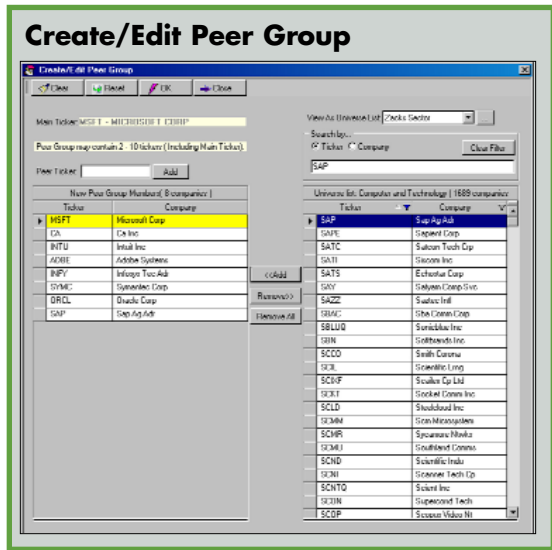 Create/Edit Peer Group
Create/Edit Peer Group
Clear Reset OK Close
Main Ticker: MSFT - MICROSOFT CORP
View As Universe List: Zacks Sector ...
Search by...
Ticker Company Clear Filter
Peer Group may contain 2 - 10 tickers ( Including Main Ticker).
SAP
Peer Ticker: Add
New Peer Group Members( 8 companies )
Ticker Company
MSFT Microsoft Corp
CA Ca Inc
INTU Intuit Inc
ADBE Adobe Systems
INFY Infosys Tec Adr
SYMC Symantec Corp
ORCL Oracle Corp
SAP Sap Ag Adr
<<Add
Remove>>
Remove All
Universe list: Computer and Technology ( 1689 companies
Ticker Company
SAP Sap Ag Adr
SAPE Sapient Corp
SATC Satcon Tech Crp
SATI
SATS Echostar Corp
SAY Satyam Comp Svc
SAZZ Saztec Intl
SBAC Sba Comm Corp
SBLUQ Sonicblue Inc
SBN Softbrands Inc
SCCO Smith Corona
SCIL Scientific Lrng
SCIXF Scailex Cp Ltd
SCKT Socket Comm Inc
SCLD Steelcloud Inc
SCMM Scm Microsystem
SCMR Sycamore Ntwks
SCMU Southland Comms
SCND Scientific Indu
SCNI Scanner Tech Cp
SCNTQ Scient Inc
SCON Supercond Tech
SCOP Scopus Video Nt